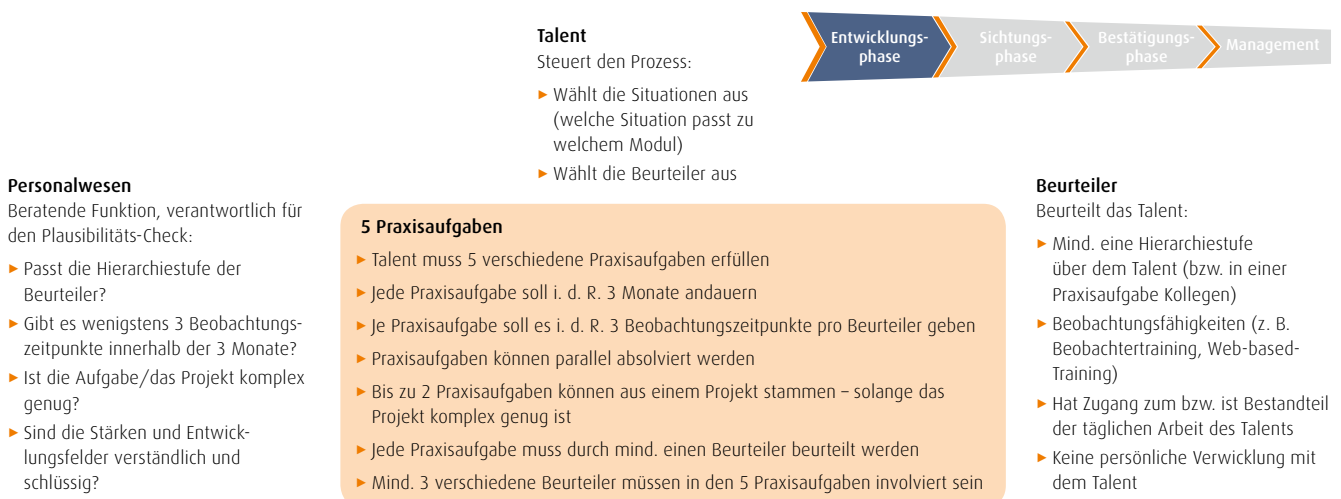 Talent
Steuert den Prozess:
► Wählt die Situationen aus
(welche Situation passt zu
welchem Modul)
► Wählt die Beurteiler aus
Entwicklungs-
phase
Sichtungs-
phase
Bestätigungs-
phase
Management
Personalwesen
Beratende Funktion, verantwortlich für
den Plausibilitäts-Check:
► Passt die Hierarchiestufe der
Beurteiler?
► Gibt es wenigstens 3 Beobachtungs-
zeitpunkte innerhalb der 3 Monate?
► Ist die Aufgabe/das Projekt komplex
genug?
► Sind die Stärken und Entwick-
lungsfelder verständlich und
schlüssig?
5 Praxisaufgaben
► Talent muss 5 verschiedene Praxisaufgaben erfüllen
► Jede Praxisaufgabe soll i. d. R. 3 Monate andauern
► Je Praxisaufgabe soll es i. d. R. 3 Beobachtungszeitpunkte pro Beurteiler geben
► Praxisaufgaben können parallel absolviert werden
► Bis zu 2 Praxisaufgaben können aus einem Projekt stammen – solange das
Projekt komplex genug ist
► Jede Praxisaufgabe muss durch mind. einen Beurteiler beurteilt werden
► Mind. 3 verschiedene Beurteiler müssen in den 5 Praxisaufgaben involviert sein
Beurteiler
Beurteilt das Talent:
► Mind. eine Hierarchiestufe
über dem Talent (bzw. in einer
Praxisaufgabe Kollegen)
► Beobachtungsfähigkeiten (z. B.
Beobachtertraining, Web-based-
Training)
► Hat Zugang zum bzw. ist Bestandteil
der täglichen Arbeit des Talents
► Keine persönliche Verwicklung mit
dem Talent